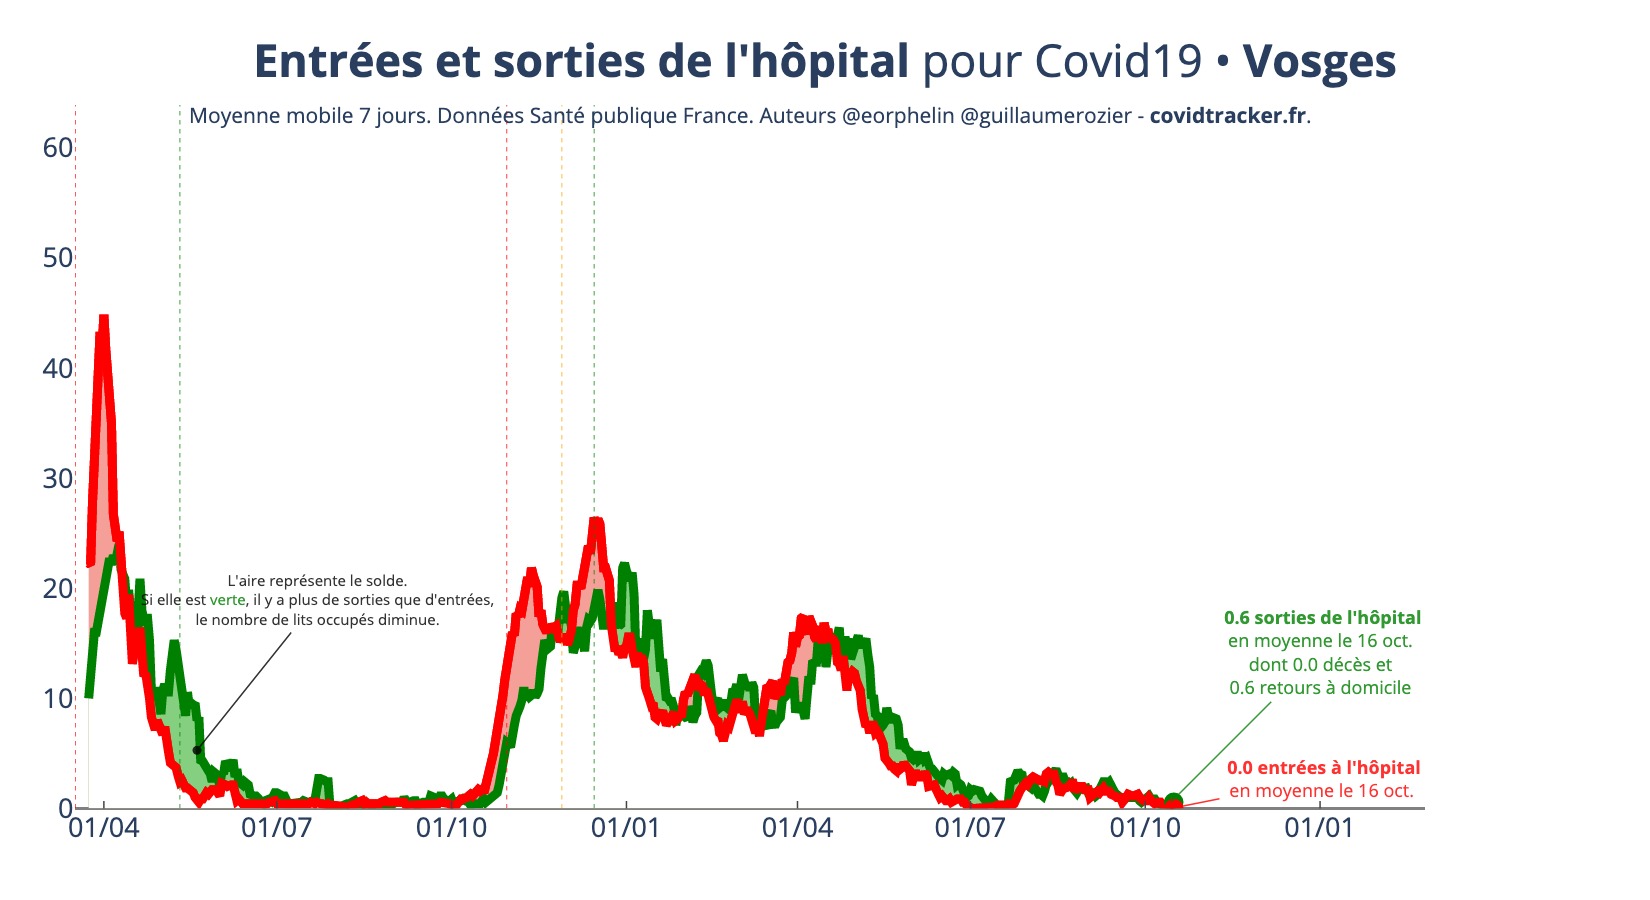 Entrées et sorties de l'hôpital pour Covid19 • Vosges
Moyenne mobile 7 jours. Données Santé publique France. Auteurs @eorphelin @guillaumerozier - covidtracker.fr.
60
50
40
30
20
10
0
L'aire représente le solde.
Si elle est verte, il y a plus de sorties que d'entrées,
le nombre de lits occupés diminue.
0.6 sorties de l'hôpital
en moyenne le 16 oct.
dont 0.0 décès et
0.6 retours à domicile
0.0 entrées à l'hôpital
en moyenne le 16 oct.
01/04 01/07 01/10 01/01 01/04 01/07 01/10 01/01